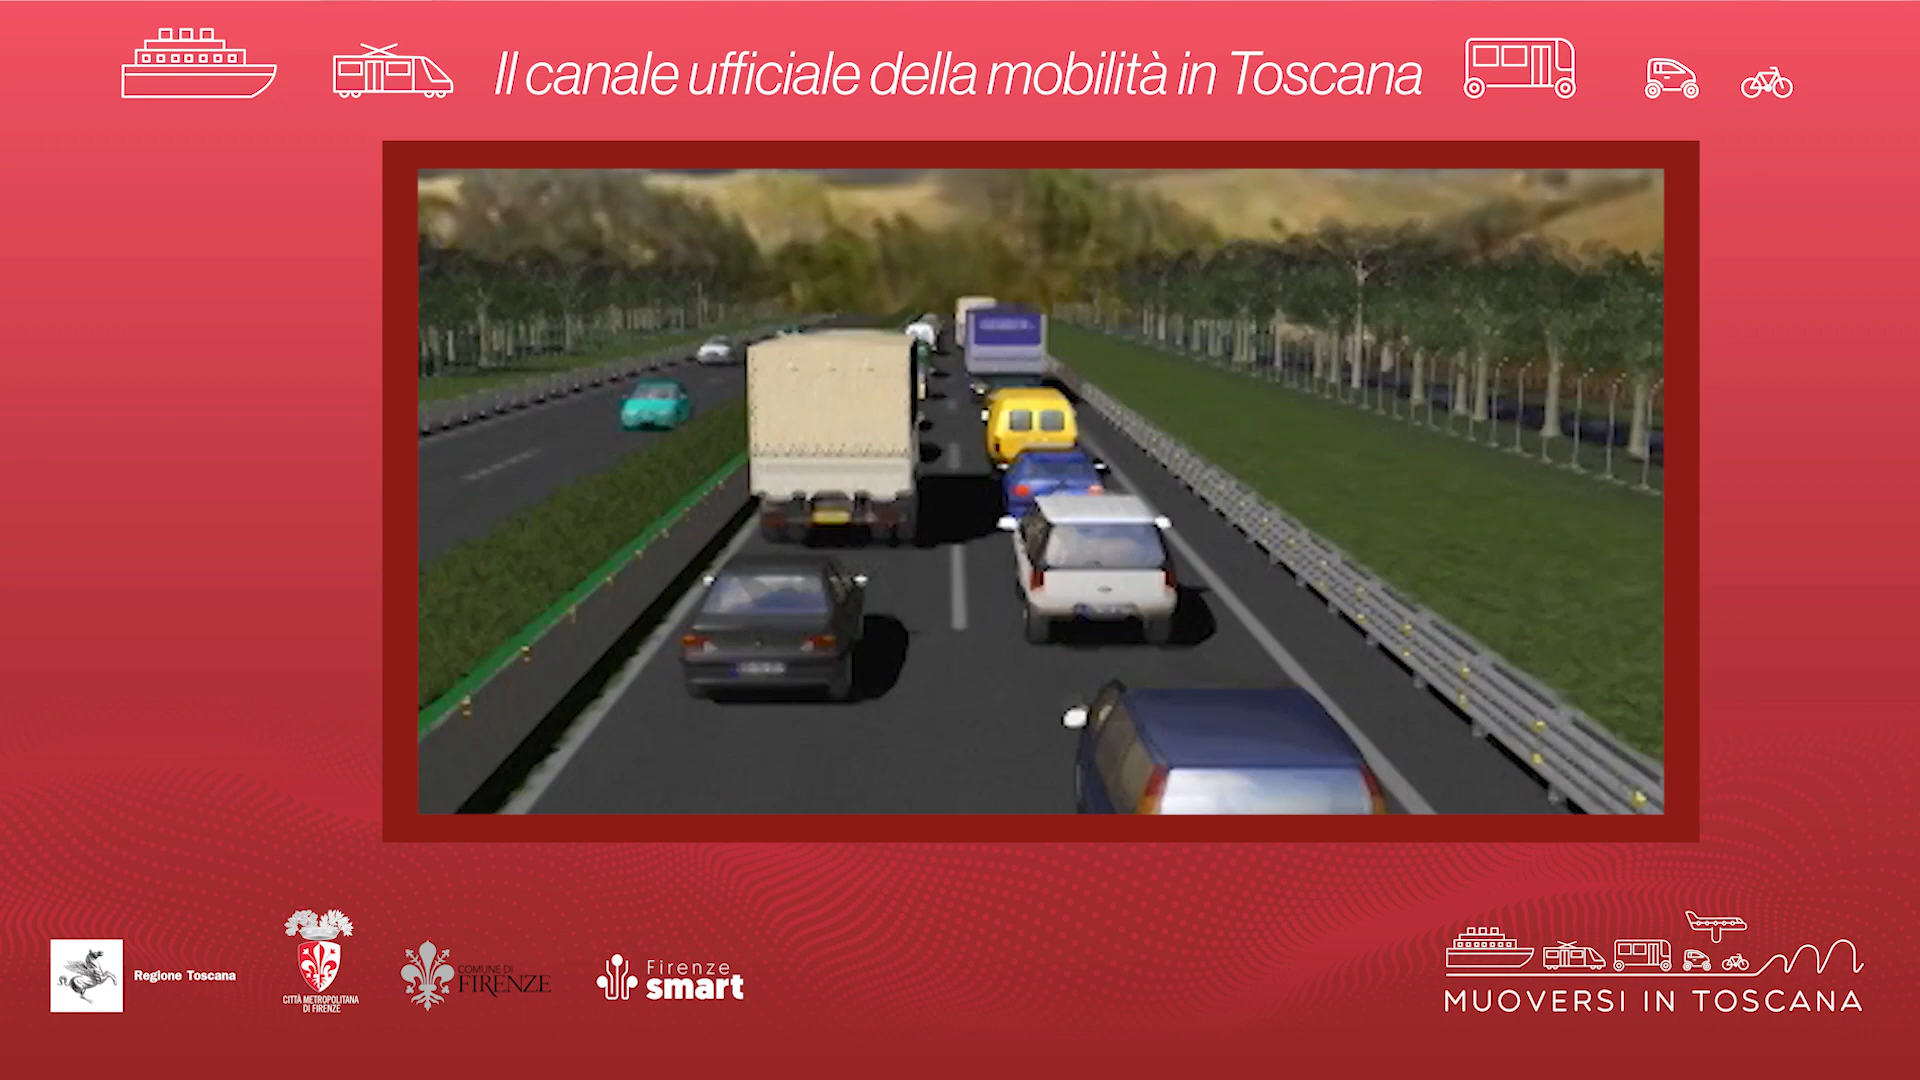 Il canale ufficiale della mobilità in Toscana
Regione Toscana
CITTÀ METROPOLITANA
DI FIRENZE
COMUNE DI
FIRENZE
Firenze
smart
MUOVERSI IN TOSCANA